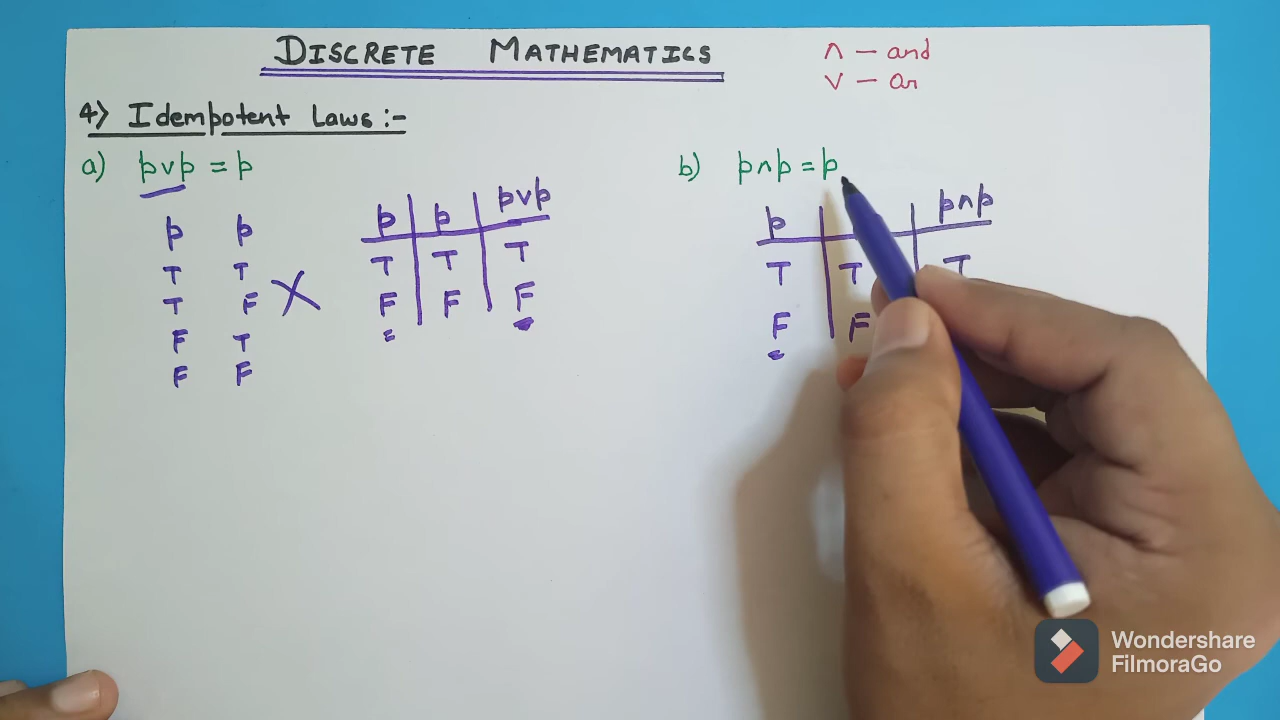 DISCRETE MATHEMATICS
∧ — and
∨ — or
4) Idempotent Laws :-
a) p∨p = p
p p
T T
T F
F T
F F
p p p∨p
T T T
F F F
b) p∧p = p
p p∧p
T T T
F F
Wondershare
FilmoraGo